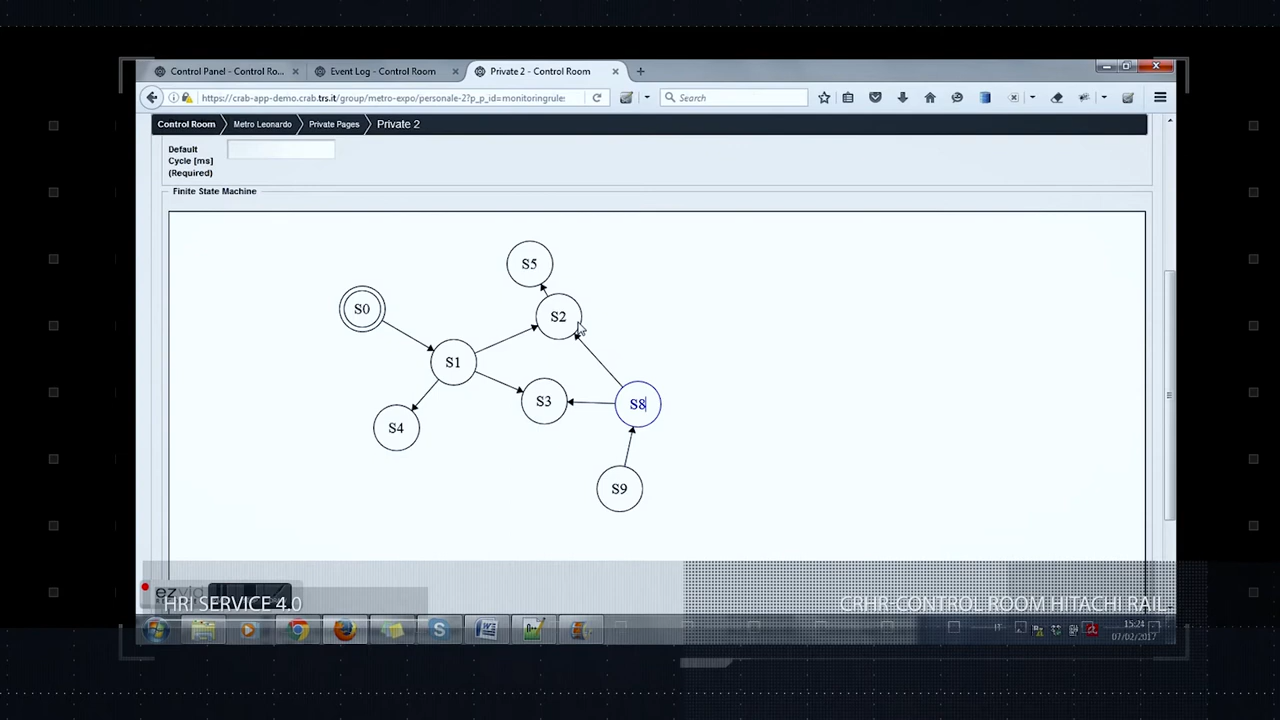 Control Panel - Control Ro...
Event Log - Control Room
Private 2 - Control Room
https://crab-app-demo.crab.trs.it/group/metro-expo/personale-2?p_p_id=monitoringrule:
Search
Control Room
Metro Leonardo
Private Pages
Private 2
Default
Cycle [ms]
(Required)
Finite State Machine
S5
S0
S2
S1
S3
S8
S4
S9
ezvid
HRI SERVICE 4.0
CRHR-CONTROL ROOM HITACHI RAIL
IT
15:24
07/02/2017